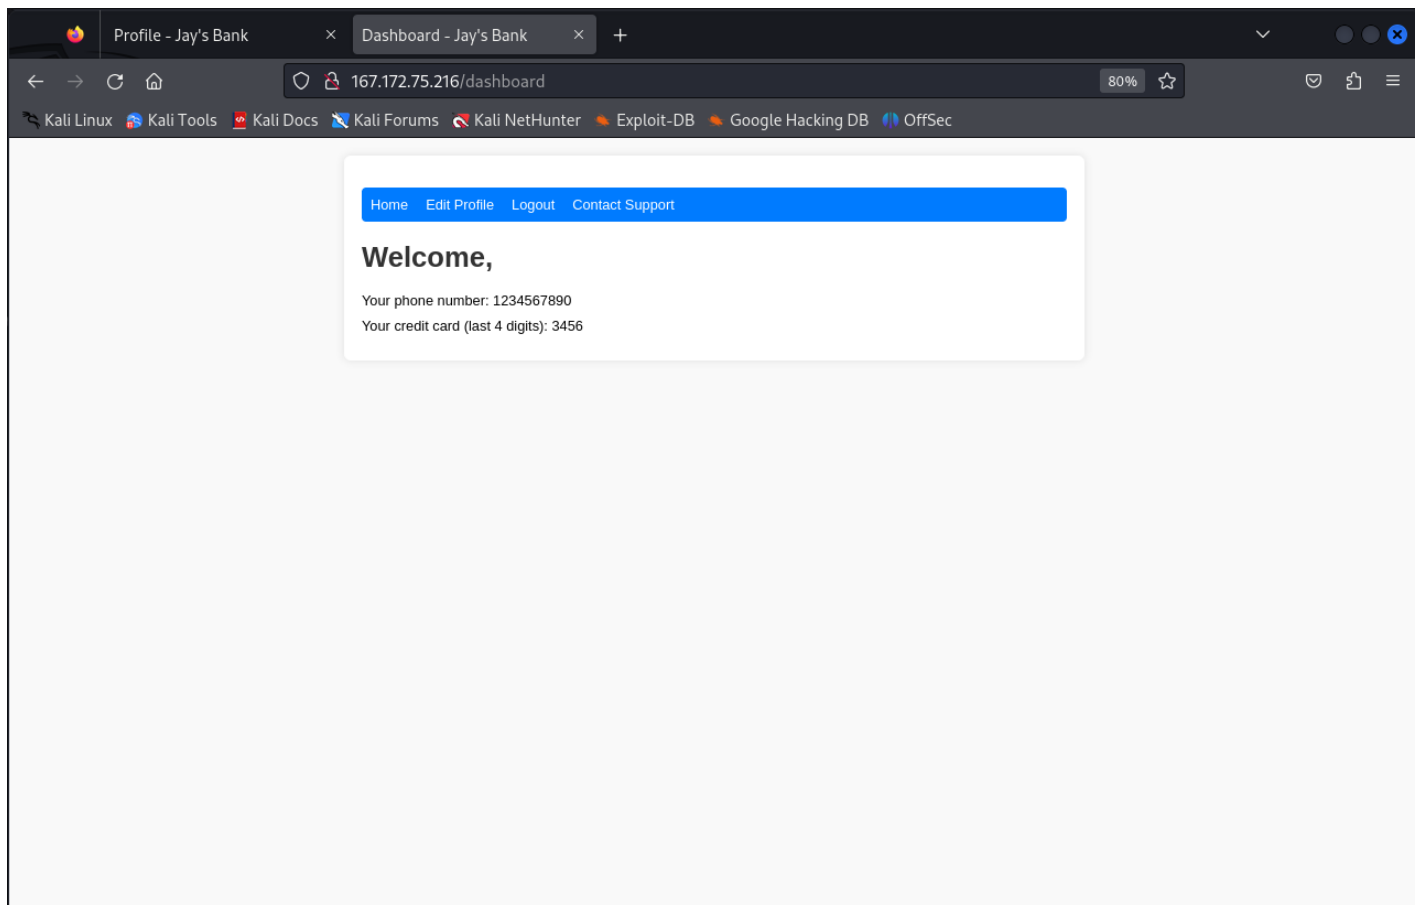 Profile - Jay's Bank Dashboard - Jay's Bank
167.172.75.216/dashboard 80%
Kali Linux Kali Tools Kali Docs Kali Forums Kali NetHunter Exploit-DB Google Hacking DB OffSec
Home Edit Profile Logout Contact Support
Welcome,
Your phone number: 1234567890
Your credit card (last 4 digits): 3456